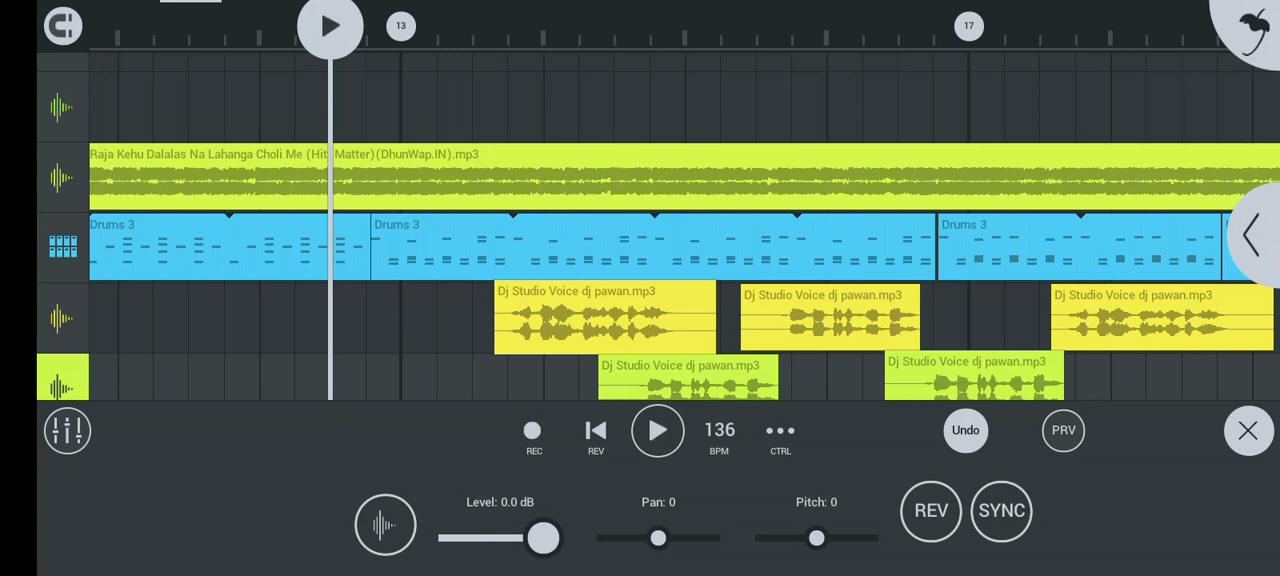 13
17
Raja Kehu Dalalas Na Lahanga Choli Me (Hit Matter)(DhunWap.IN).mp3
Drums 3
Drums 3
Drums 3
Dj Studio Voice dj pawan.mp3
Dj Studio Voice dj pawan.mp3
Dj Studio Voice dj pawan.mp3
Dj Studio Voice dj pawan.mp3
Dj Studio Voice dj pawan.mp3
136
Undo
PRV
REC
REV
BPM
CTRL
Level: 0.0 dB
Pan: 0
Pitch: 0
REV
SYNC